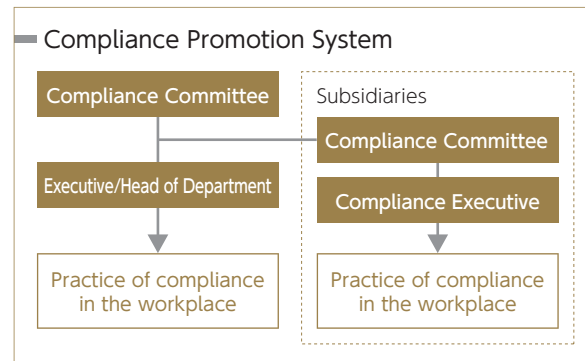 Compliance Promotion System
Compliance Committee
Executive/Head of Department
Practice of compliance
in the workplace
Subsidiaries
Compliance Committee
Compliance Executive
Practice of compliance
in the workplace